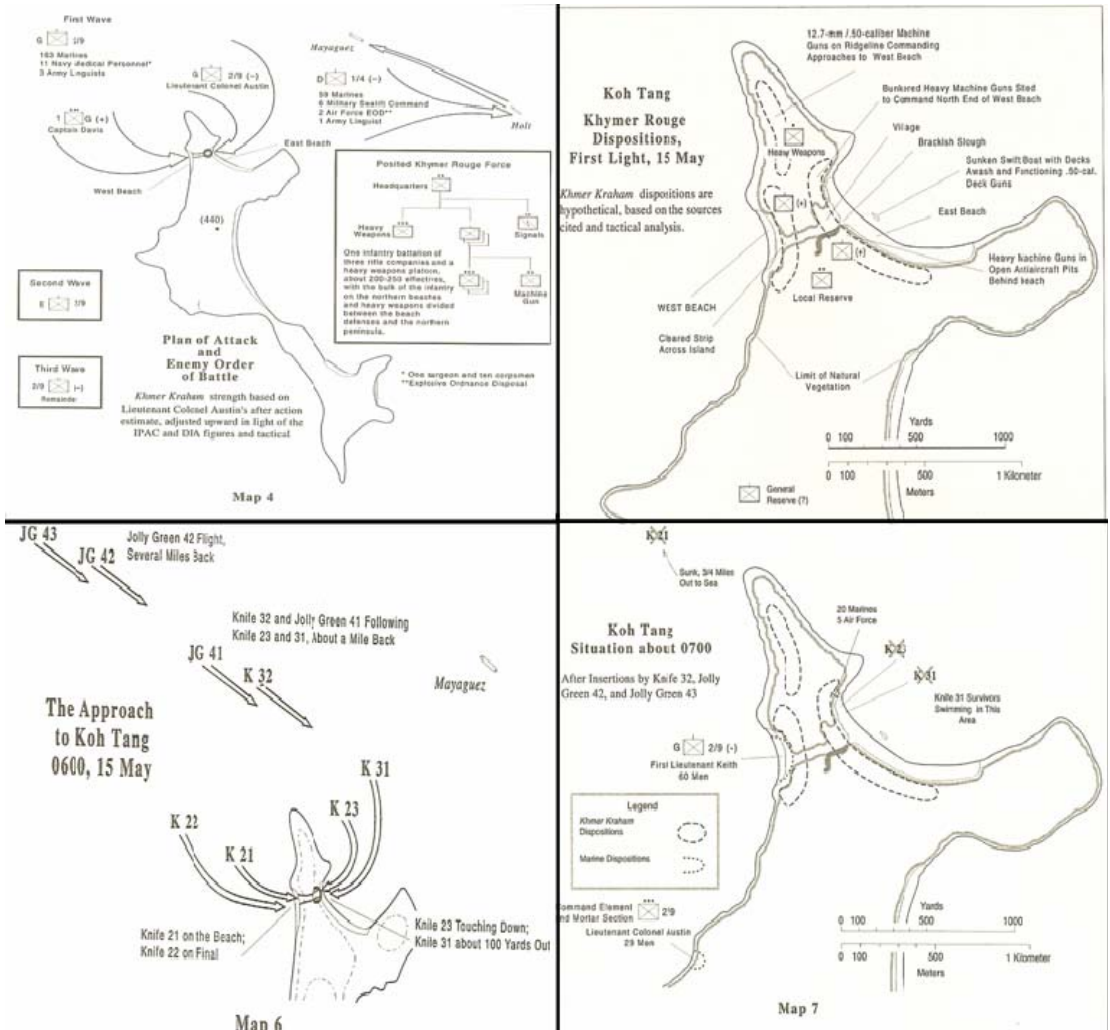 First Wave
G 2/9
163 Marines
11 Navy Medical Personnel*
3 Army Linguists
G 2/9 (–)
Lieutenant Colonel Austin
1 G (+)
Captain Davis
West Beach
East Beach
(440)
Mayaguez
D 1/4 (–)
59 Marines
6 Military Sealift Command
2 Air Force EOD**
1 Army Linguist
Holt
Posited Khymer Rouge Force
Headquarters
Heavy
Weapons
Signals
Machine
Gun
One infantry battalion of
three rifle companies and a
heavy weapons platoon,
about 200-250 effectives,
with the bulk of the infantry
on the northern beaches
and heavy weapons divided
between the beach
defenses and the northern
peninsula.
Second Wave
E 2/9
Third Wave
2/9 (–)
Remainde
Plan of Attack
and
Enemy Order
of Battle
Khmer Kraham strength based on
Lieutenant Colonel Austin's after action
estimate, adjusted upward in light of the
IPAC and DIA figures and tactical
* One surgeon and ten corpsmen
**Explosive Ordnance Disposal
Map 4
Koh Tang
Khymer Rouge
Dispositions,
First Light, 15 May
Khmer Kraham dispositions are
hypothetical, based on the sources
cited and tactical analysis.
12.7-mm /.50-caliber Machine
Guns on Ridgeline Commanding
Approaches to West Beach
Bunkered Heavy Machine Guns Sited
to Command North End of West Beach
Village
Brackish Slough
Sunken Swift Boat with Decks
Awash and Functioning .50-cal.
Deck Guns
East Beach
Heavy Weapons
(+)
(+)
Local Reserve
Heavy Machine Guns in
Open Antiaircraft Pits
Behind Beach
WEST BEACH
Cleared Strip
Across Island
Limit of Natural
Vegetation
Yards
0 100 500 1000
0 100 500 1 Kilometer
Meters
General
Reserve (?)
JG 43
JG 42
Jolly Green 42 Flight,
Several Miles Back
Knife 32 and Jolly Green 41 Following
Knife 23 and 31, About a Mile Back
JG 41
K 32
Mayaguez
The Approach
to Koh Tang
0600, 15 May
K 31
K 23
K 22
K 21
Knife 21 on the Beach;
Knife 22 on Final
Knife 23 Touching Down;
Knife 31 about 100 Yards Out
Map 6
K 21
Sunk, 3/4 Miles
Out to Sea
Koh Tang
Situation about 0700
After Insertions by Knife 32, Jolly
Green 42, and Jolly Green 43
20 Marines
5 Air Force
K 23
K 31
Knife 31 Survivors
Swimming in This
Area
G 2/9 (–)
First Lieutenant Keith
60 Men
Legend
Khmer Kraham
Dispositions
Marine Dispositions
Command Element
and Mortar Section
2/9
Lieutenant Colonel Austin
29 Men
Yards
0 100 500 1000
0 100 500 1 Kilometer
Meters
Map 7